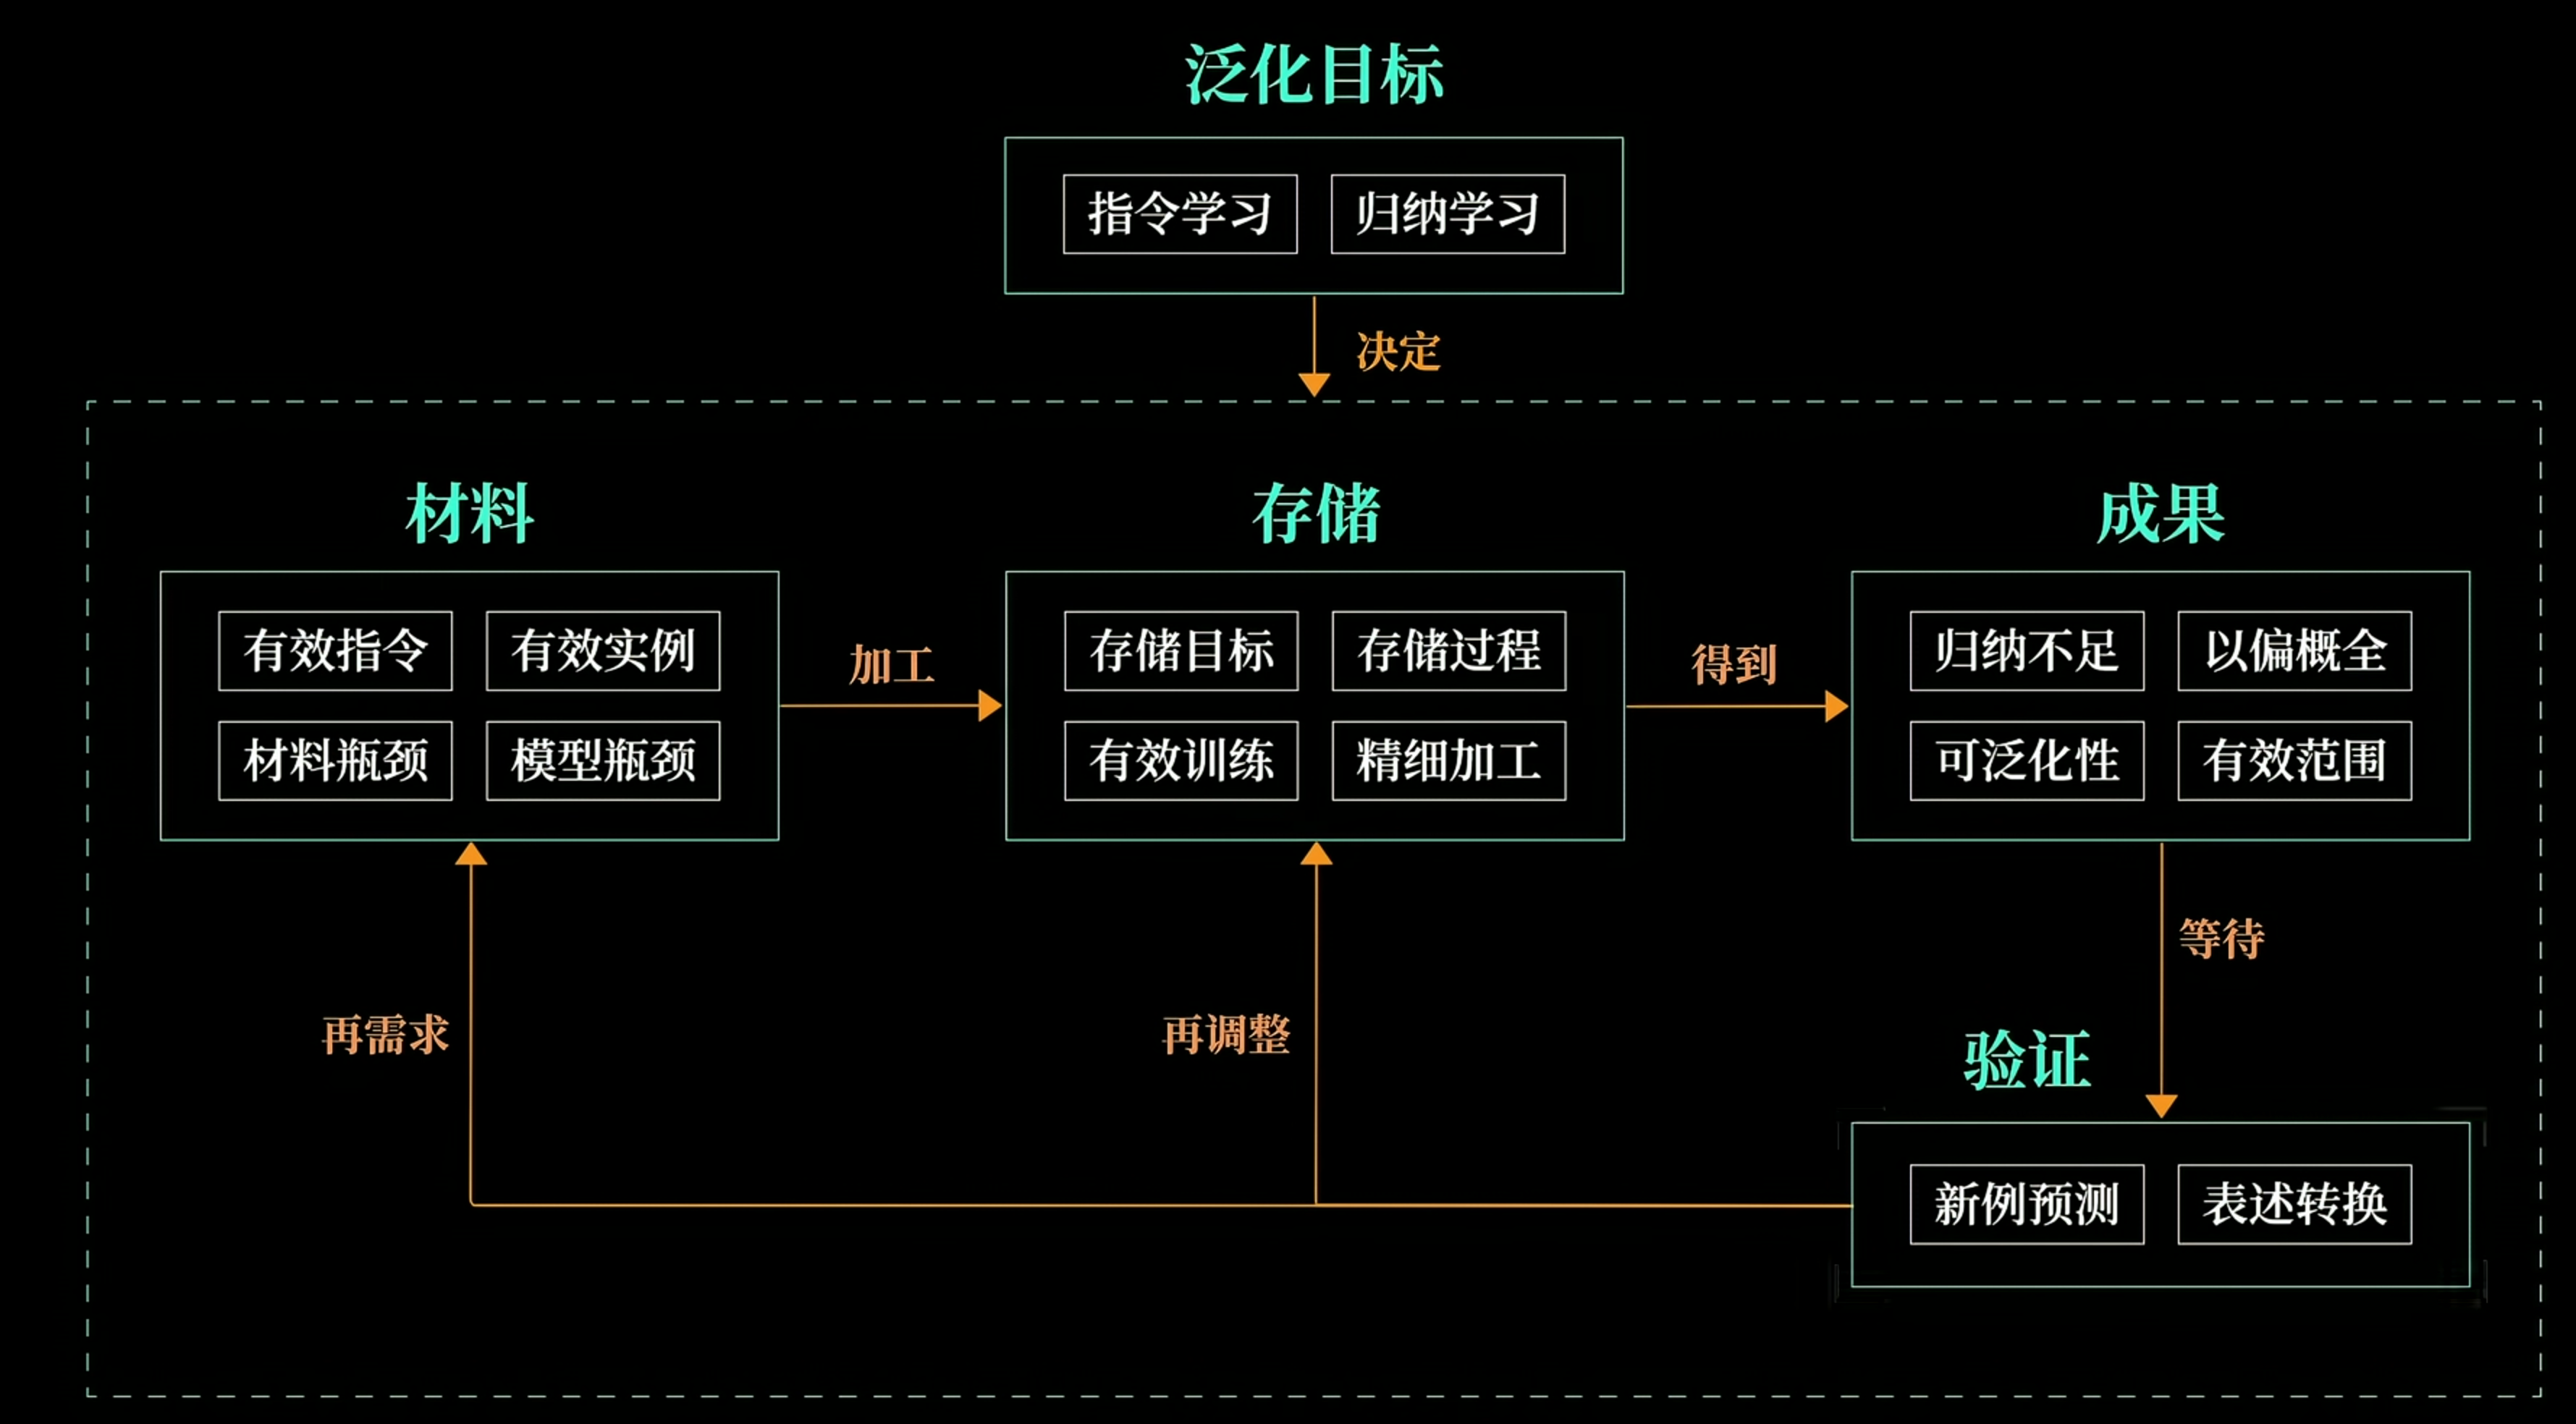 泛化目标
指令学习 归纳学习
决定
材料 存储 成果
有效指令 有效实例 加工 存储目标 存储过程 得到 归纳不足 以偏概全
材料瓶颈 模型瓶颈 有效训练 精细加工 可泛化性 有效范围
等待
再需求 再调整 验证
新例预测 表述转换